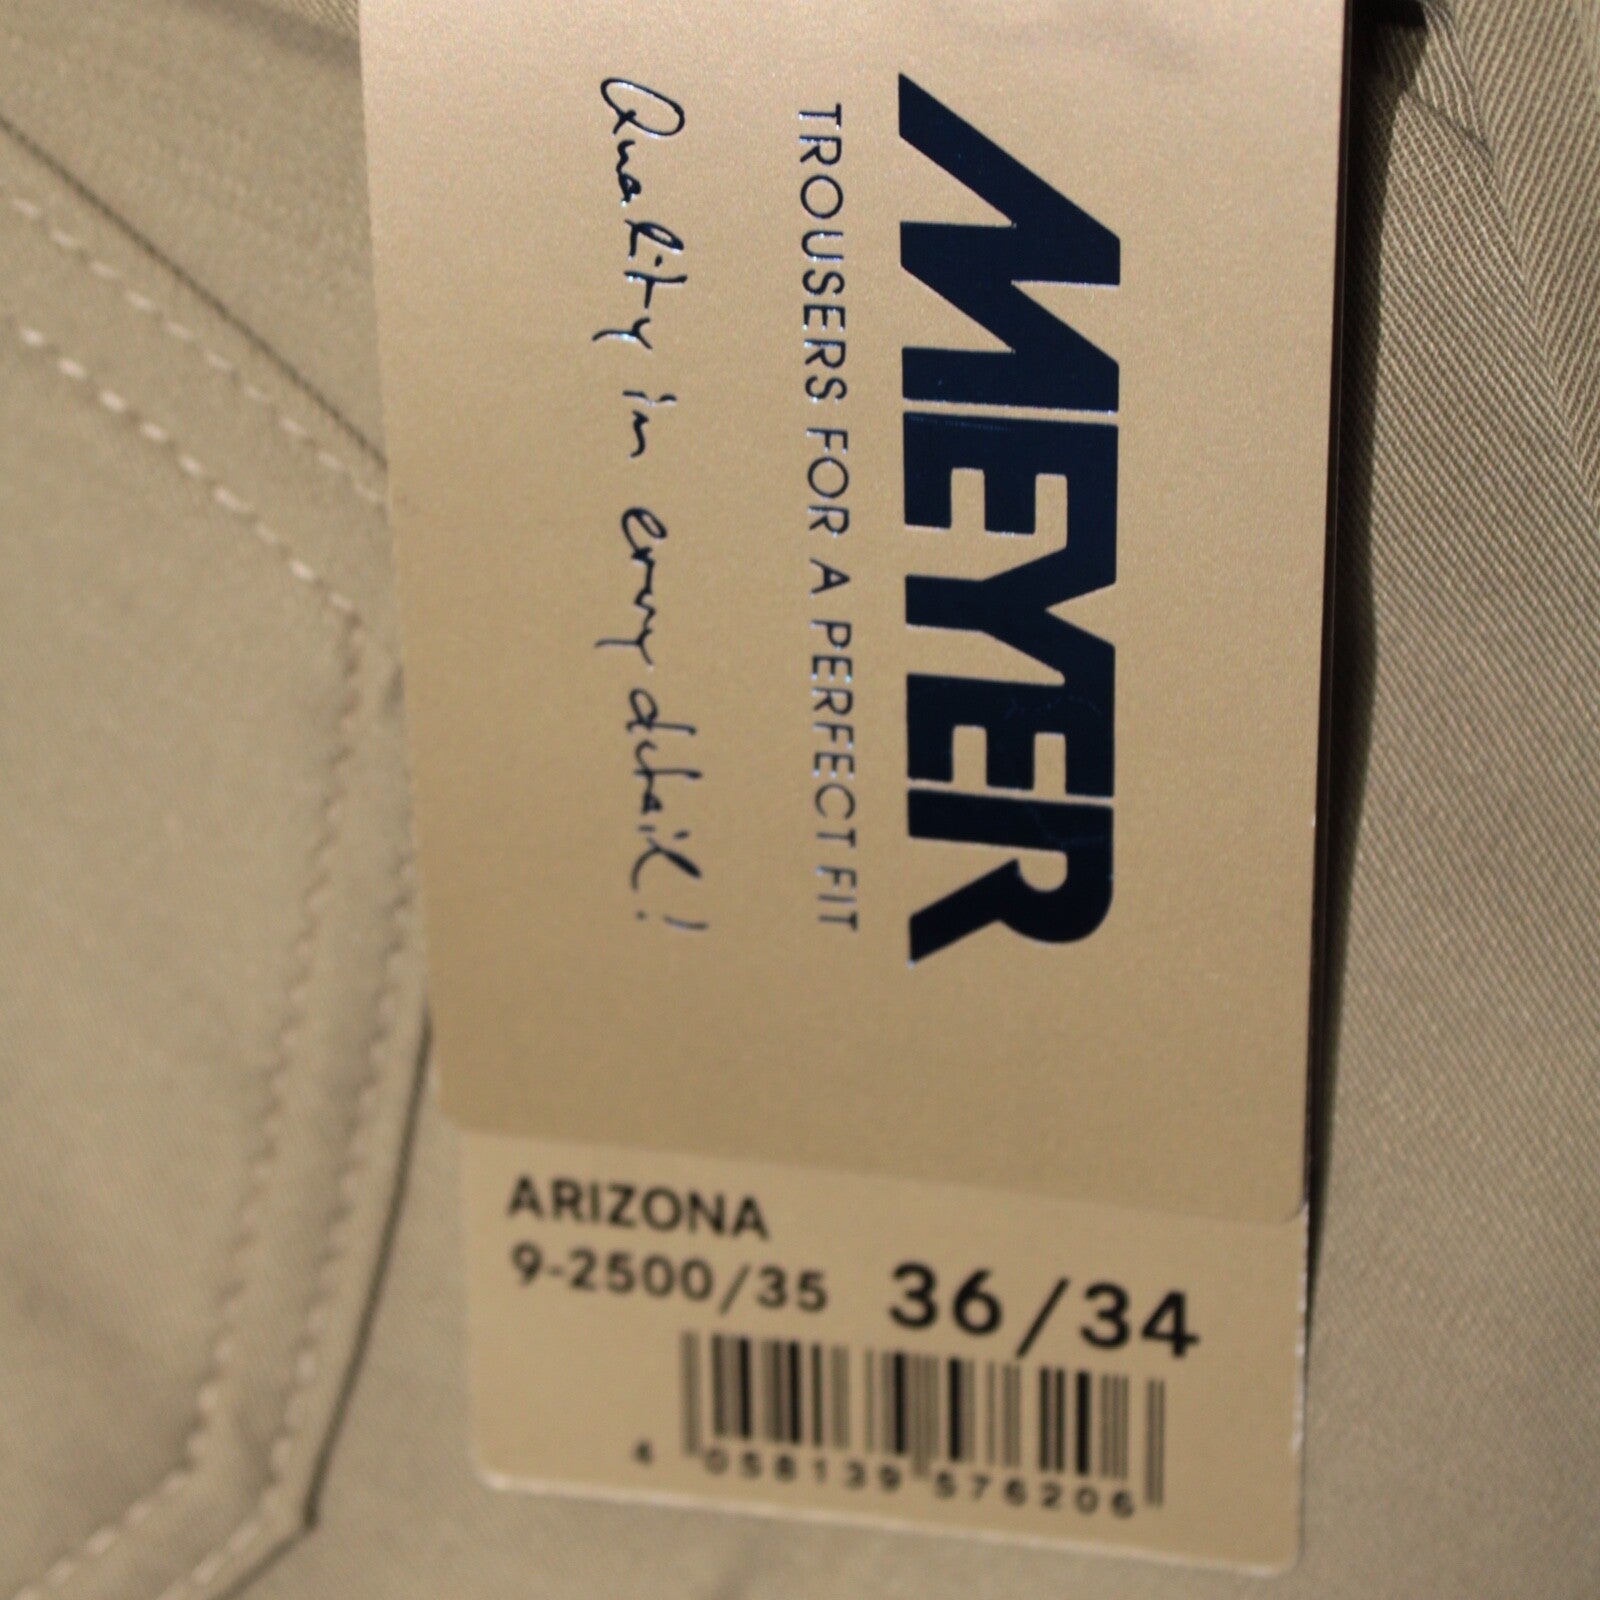 MEYER
TROUSERS FOR A PERFECT FIT
Quality in every detail!
ARIZONA
9-2500/35 36/34
4 058139 576206